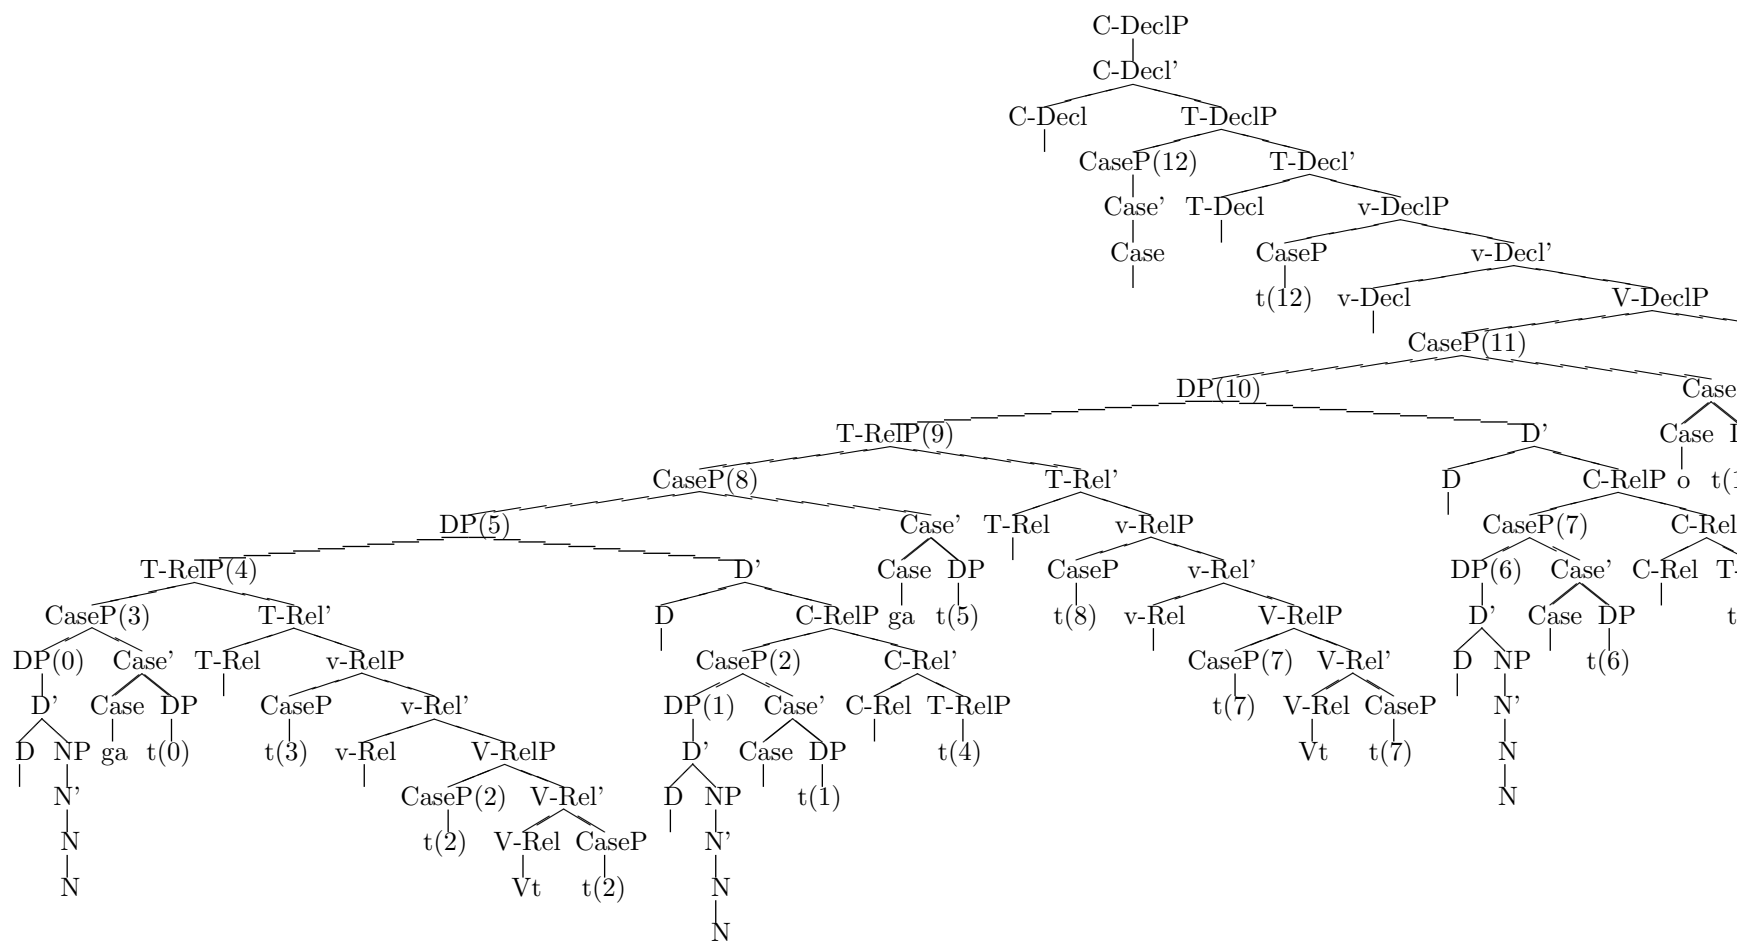 C-DeclP
C-Decl'
C-Decl T-DeclP
CaseP(12) T-Decl'
Case' T-Decl v-DeclP
Case CaseP v-Decl'
t(12) v-Decl V-DeclP
CaseP(11)
DP(10) Case
T-RelP(9) D' Case
CaseP(8) T-Rel' D C-RelP o
DP(5) Case' T-Rel v-RelP CaseP(7) C-Rel
T-RelP(4) D' Case DP CaseP v-Rel' DP(6) Case' C-Rel
CaseP(3) T-Rel' D C-RelP ga t(5) t(8) v-Rel V-RelP D' Case DP
DP(0) Case' T-Rel v-RelP CaseP(2) C-Rel' CaseP(7) V-Rel' D NP t(6)
D' Case DP CaseP v-Rel' DP(1) Case' C-Rel T-RelP t(7) V-Rel CaseP N'
D NP ga t(0) t(3) v-Rel V-RelP D' Case DP t(4) Vt t(7) N
N' CaseP(2) V-Rel' D NP t(1) N
N t(2) V-Rel CaseP N'
N Vt t(2) N
N